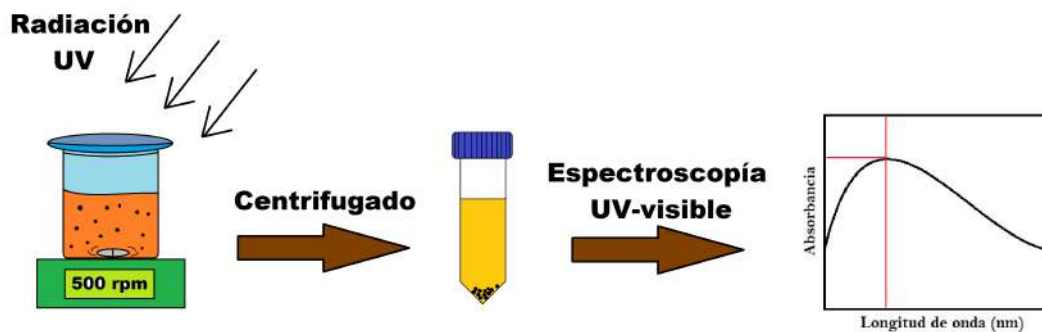 Radiación
UV
500 rpm
Centrifugado
Espectroscopía
UV-visible
Absorbancia
Longitud de onda (nm)